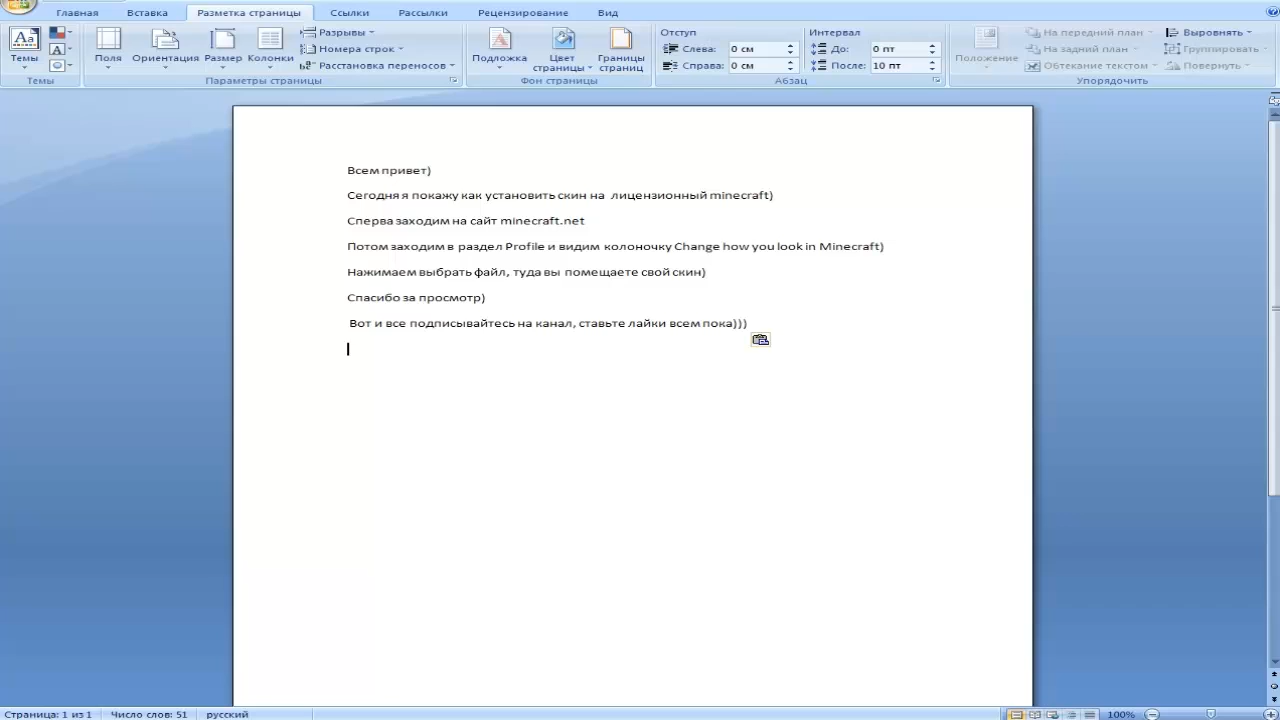 Главная Вставка Разметка страницы Ссылки Рассылки Рецензирование Вид
Темы Поля Ориентация Размер Колонки Разрывы Номера строк Расстановка переносов Подложка Цвет страницы Границы страниц Отступ Слева: 0 см Справа: 0 см Интервал До: 0 пт После: 10 пт Положение На передний план На задний план Обтекание текстом Выровнять Группировать Повернуть
Темы Параметры страницы Фон страницы Абзац Упорядочить
Всем привет)
Сегодня я покажу как установить скин на лицензионный minecraft)
Сперва заходим на сайт minecraft.net
Потом заходим в раздел Profile и видим колоночку Change how you look in Minecraft)
Нажимаем выбрать файл, туда вы помещаете свой скин)
Спасибо за просмотр)
Вот и все подписывайтесь на канал, ставьте лайки всем пока)))
Страница: 1 из 1 Число слов: 51 русский 100%